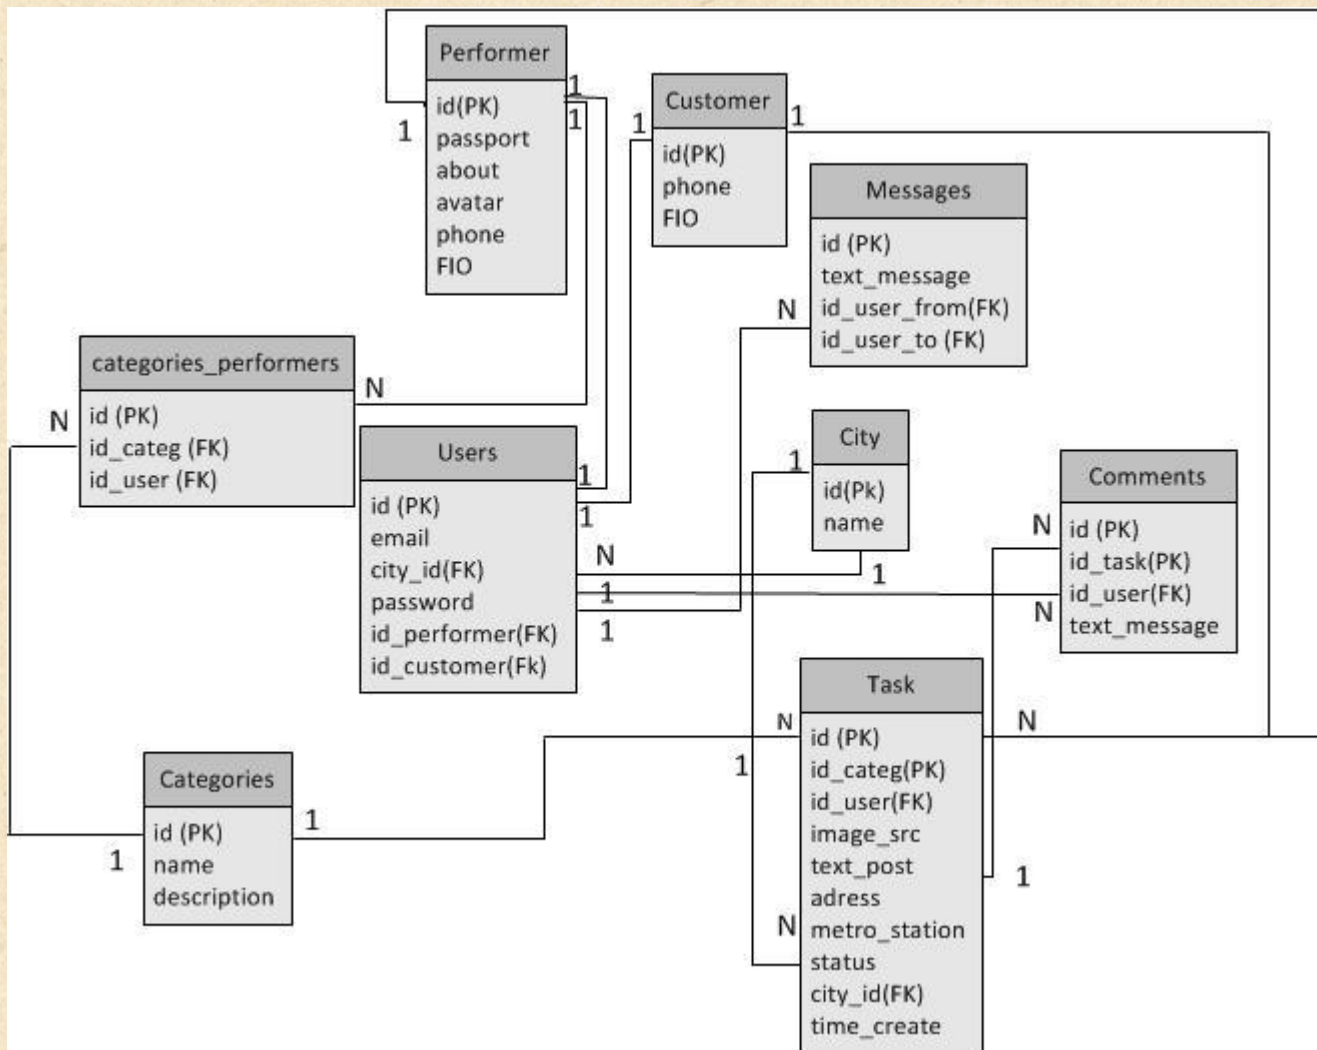 Performer
id(PK)
passport
about
avatar
phone
FIO
1
1
1
Customer
id(PK)
phone
FIO
1
1
Messages
id (PK)
text_message
id_user_from(FK)
id_user_to (FK)
N
categories_performers
id (PK)
id_categ (FK)
id_user (FK)
N
N
Users
id (PK)
email
city_id(FK)
password
id_performer(FK)
id_customer(Fk)
1
1
N
1
1
City
id(Pk)
name
1
1
Comments
id (PK)
id_task(PK)
id_user(FK)
text_message
N
N
Categories
id (PK)
name
description
1
1
Task
id (PK)
id_categ(PK)
id_user(FK)
image_src
text_post
adress
metro_station
status
city_id(FK)
time_create
N
1
N
N
1